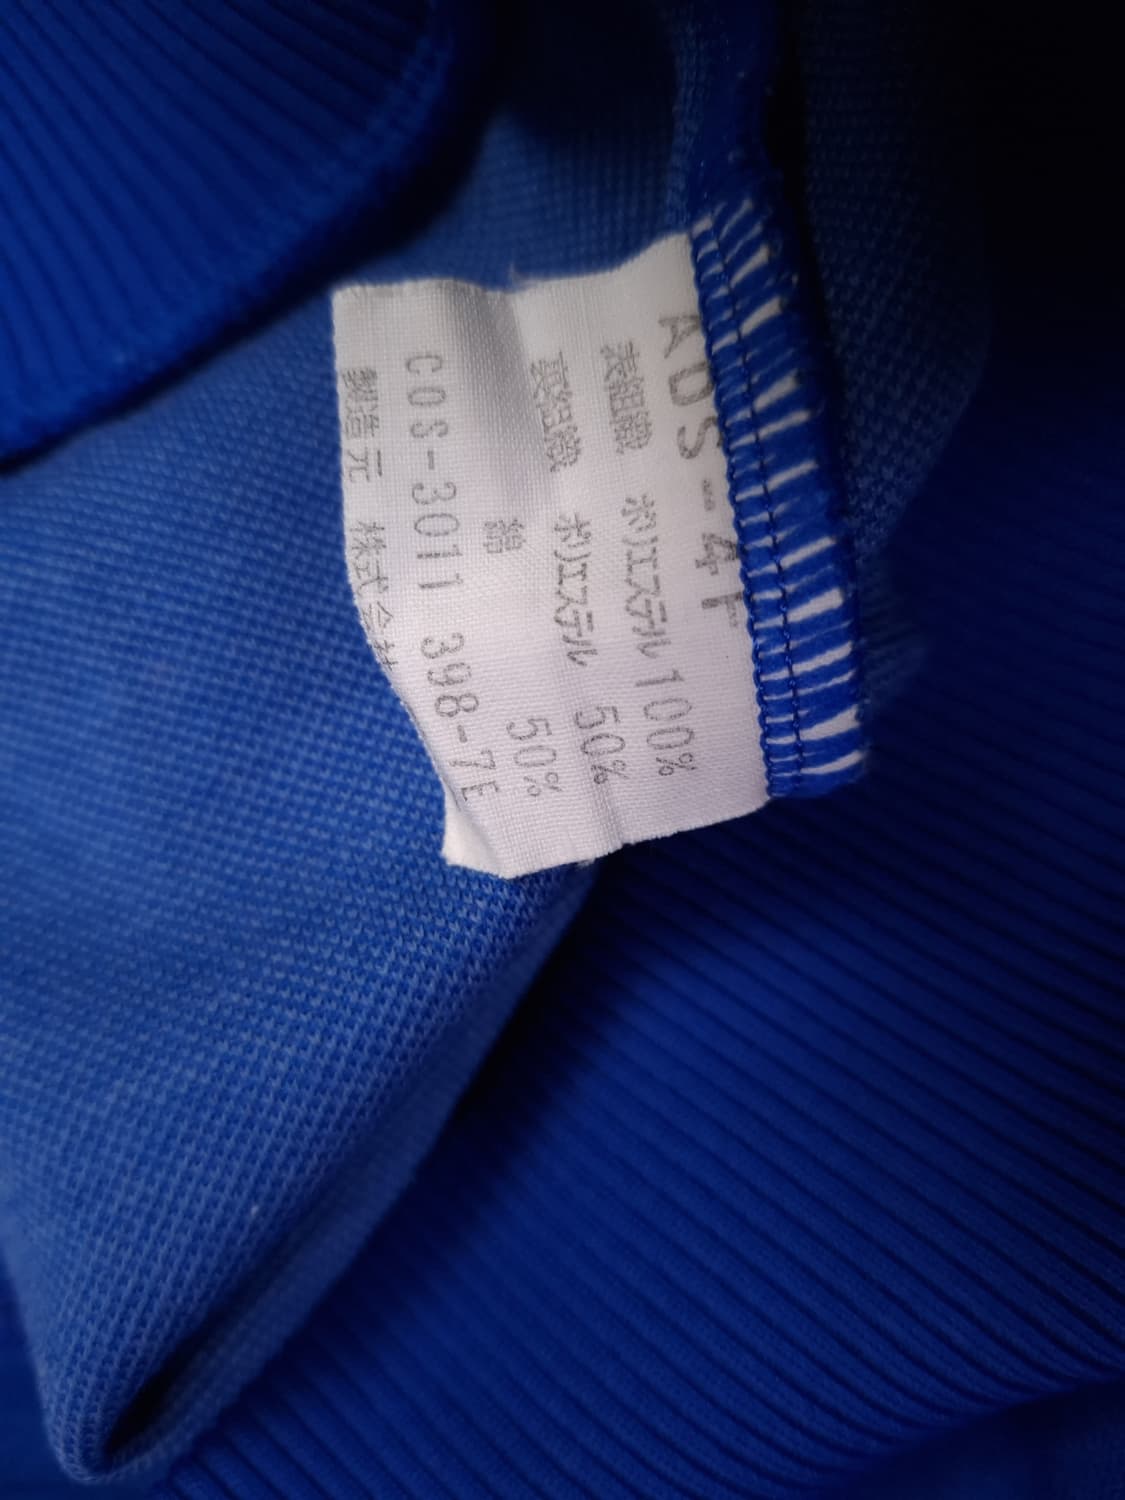 ADS-4F
表組織 ポリエステル 100%
裏組織 ポリエステル 50%
綿 50%
COS-3011 398-7E
製造元 株式会社